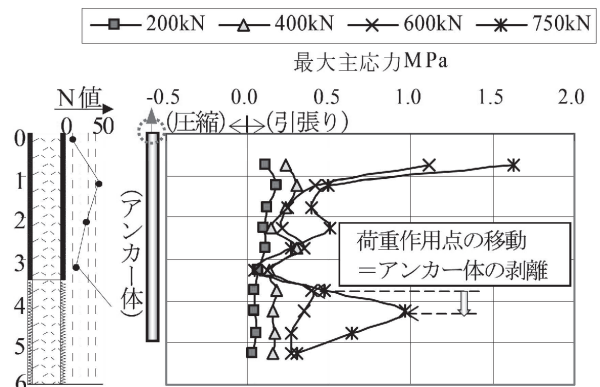 200kN 400kN 600kN 750kN
最大主応力MPa
N値
0 50
-0.5 0.0 0.5 1.0 1.5 2.0
(圧縮) (引張り)
(アンカー体)
荷重作用点の移動
=アンカー体の剥離
0
1
2
3
4
5
6